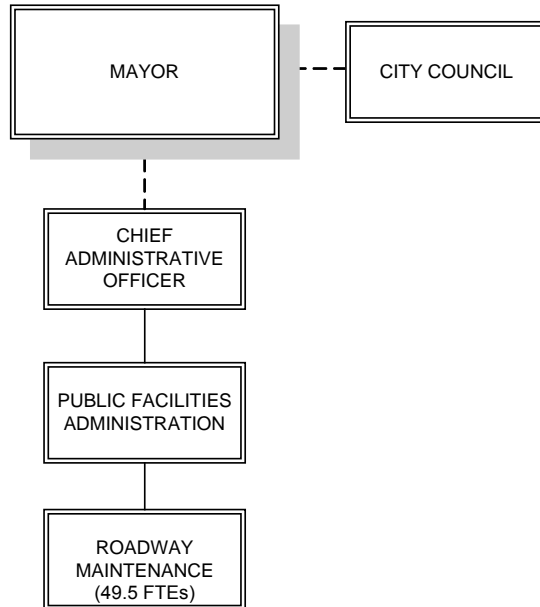 MAYOR
CITY COUNCIL
CHIEF
ADMINISTRATIVE
OFFICER
PUBLIC FACILITIES
ADMINISTRATION
ROADWAY
MAINTENANCE
(49.5 FTEs)